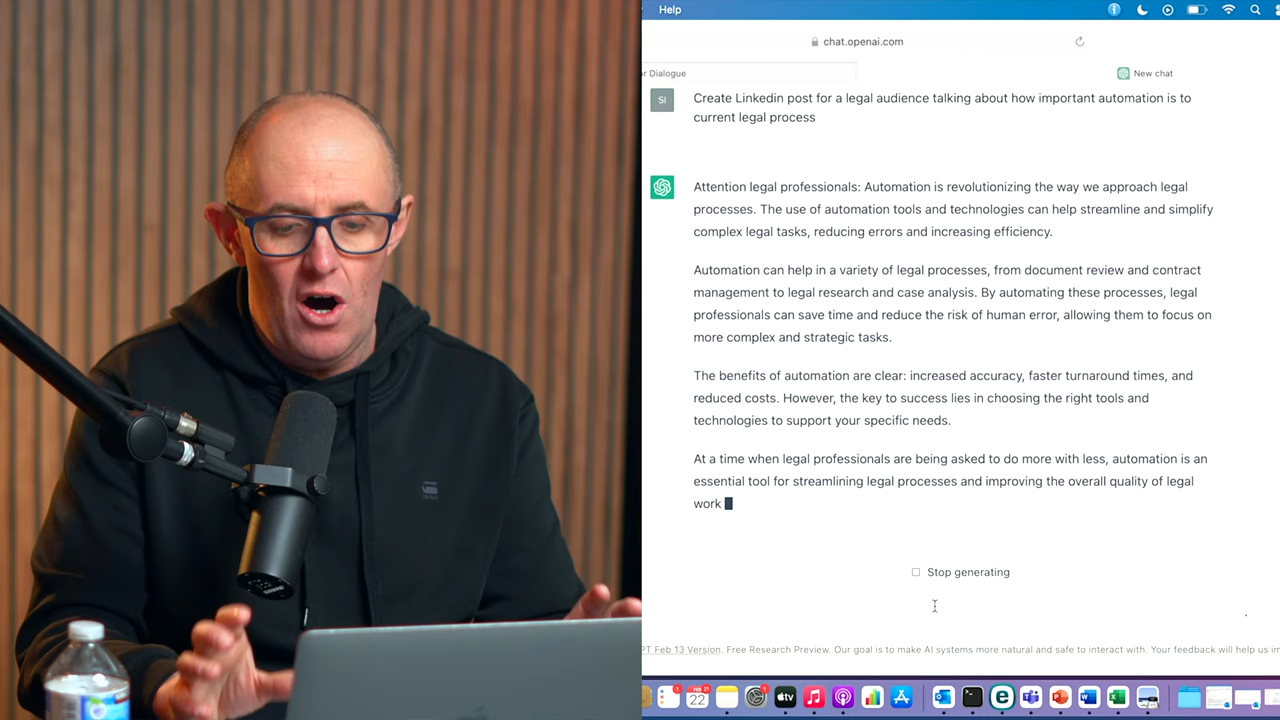 Help
chat.openai.com
r Dialogue
New chat
SI
Create Linkedin post for a legal audience talking about how important automation is to
current legal process
Attention legal professionals: Automation is revolutionizing the way we approach legal
processes. The use of automation tools and technologies can help streamline and simplify
complex legal tasks, reducing errors and increasing efficiency.
Automation can help in a variety of legal processes, from document review and contract
management to legal research and case analysis. By automating these processes, legal
professionals can save time and reduce the risk of human error, allowing them to focus on
more complex and strategic tasks.
The benefits of automation are clear: increased accuracy, faster turnaround times, and
reduced costs. However, the key to success lies in choosing the right tools and
technologies to support your specific needs.
At a time when legal professionals are being asked to do more with less, automation is an
essential tool for streamlining legal processes and improving the overall quality of legal
work
Stop generating
PT Feb 13 Version. Free Research Preview. Our goal is to make AI systems more natural and safe to interact with. Your feedback will help us im
FEB
22
tv